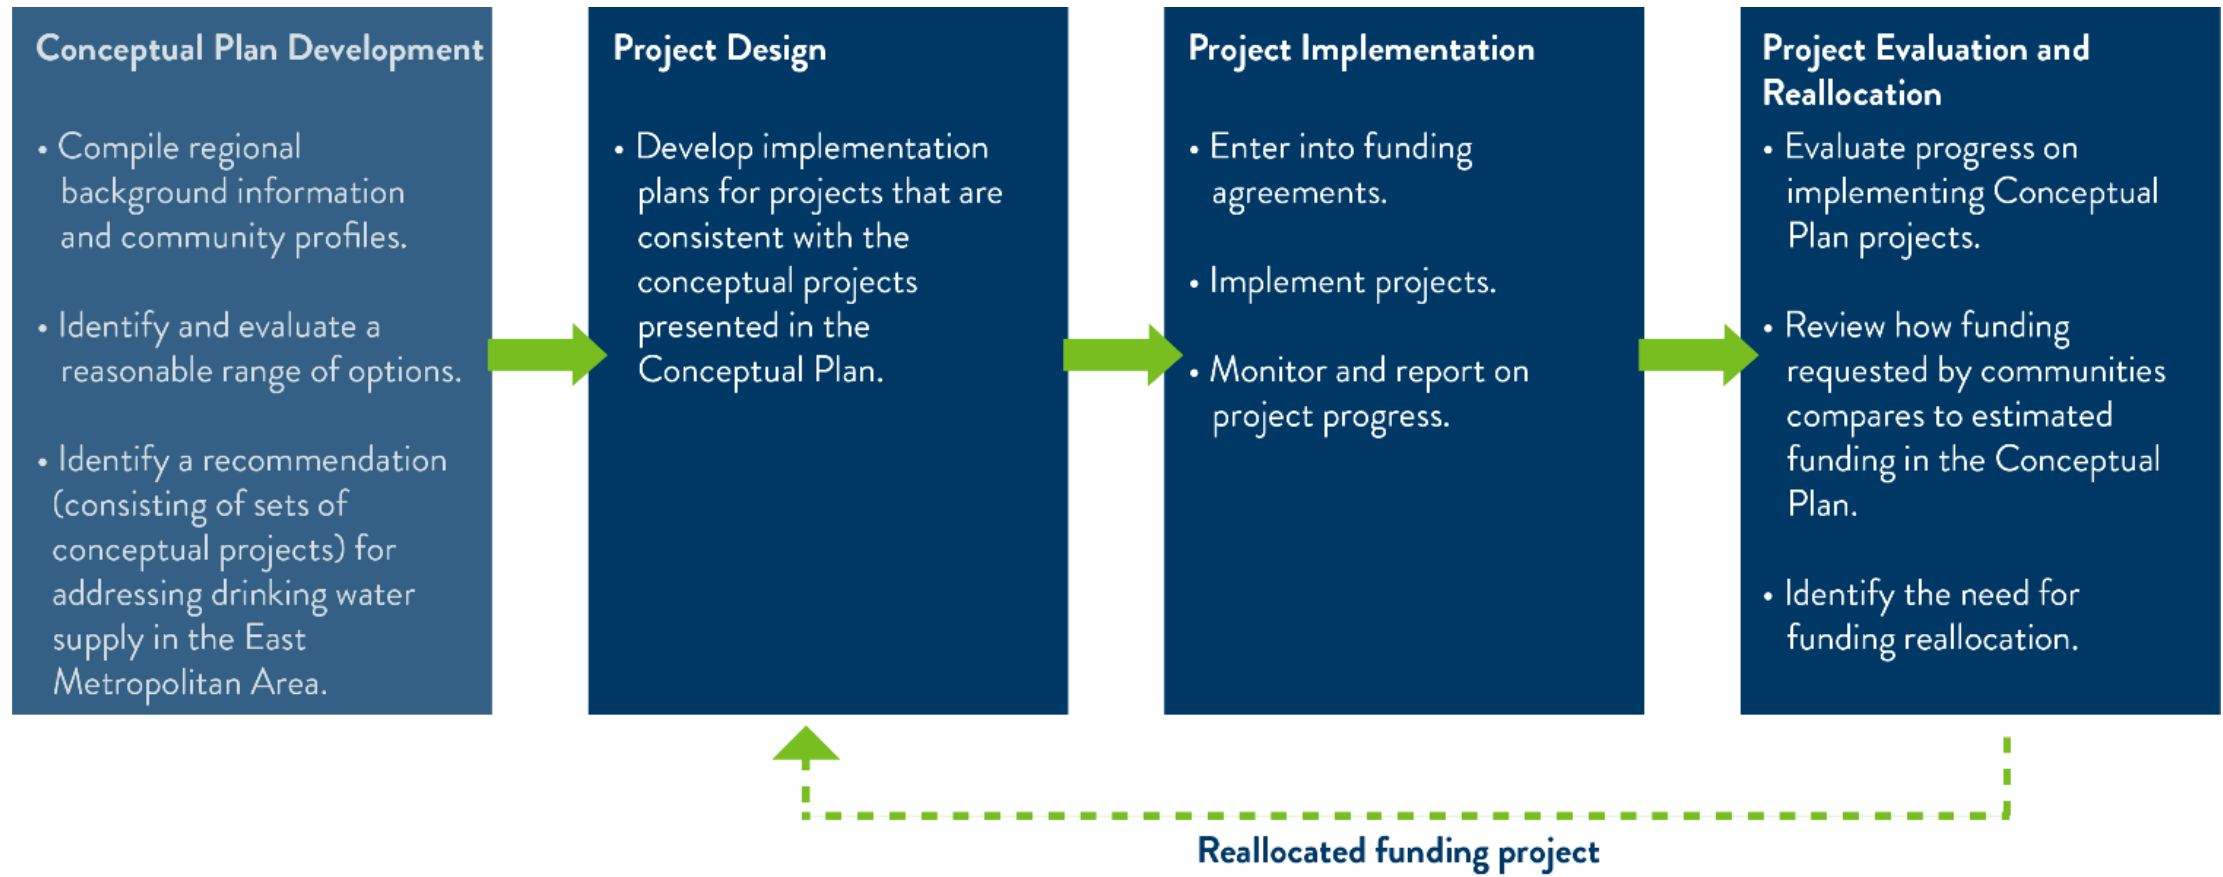 Conceptual Plan Development
• Compile regional
background information
and community profiles.
• Identify and evaluate a
reasonable range of options.
• Identify a recommendation
(consisting of sets of
conceptual projects) for
addressing drinking water
supply in the East
Metropolitan Area.
Project Design
• Develop implementation
plans for projects that are
consistent with the
conceptual projects
presented in the
Conceptual Plan.
Project Implementation
• Enter into funding
agreements.
• Implement projects.
• Monitor and report on
project progress.
Project Evaluation and
Reallocation
• Evaluate progress on
implementing Conceptual
Plan projects.
• Review how funding
requested by communities
compares to estimated
funding in the Conceptual
Plan.
• Identify the need for
funding reallocation.
Reallocated funding project